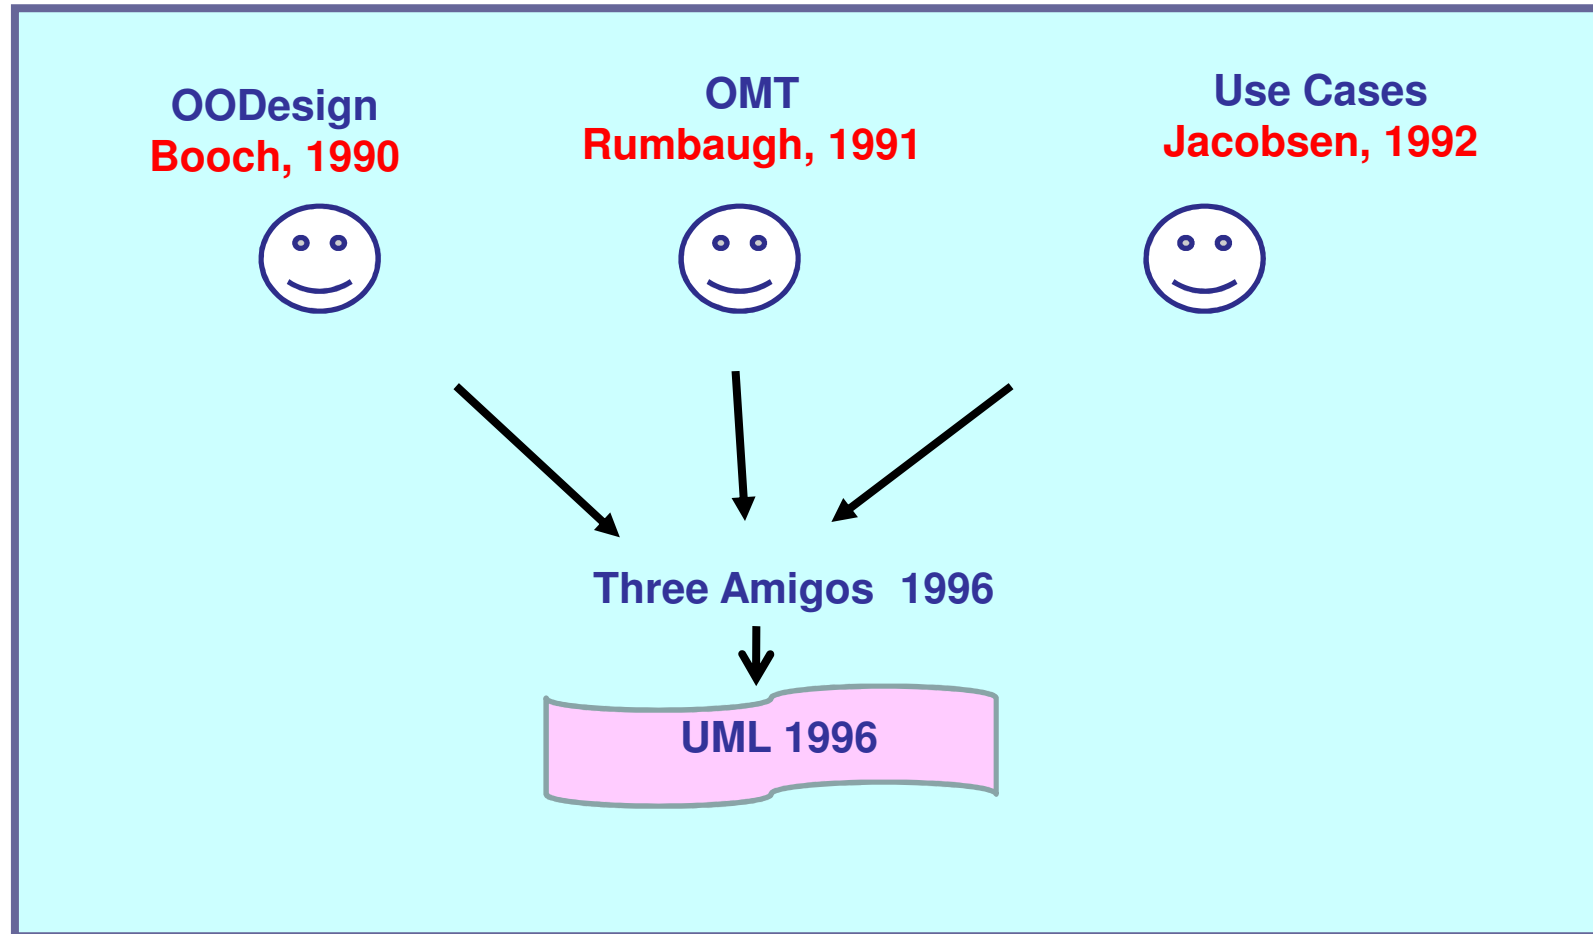 OODesign
Booch, 1990
OMT
Rumbaugh, 1991
Use Cases
Jacobsen, 1992
Three Amigos  1996
UML 1996